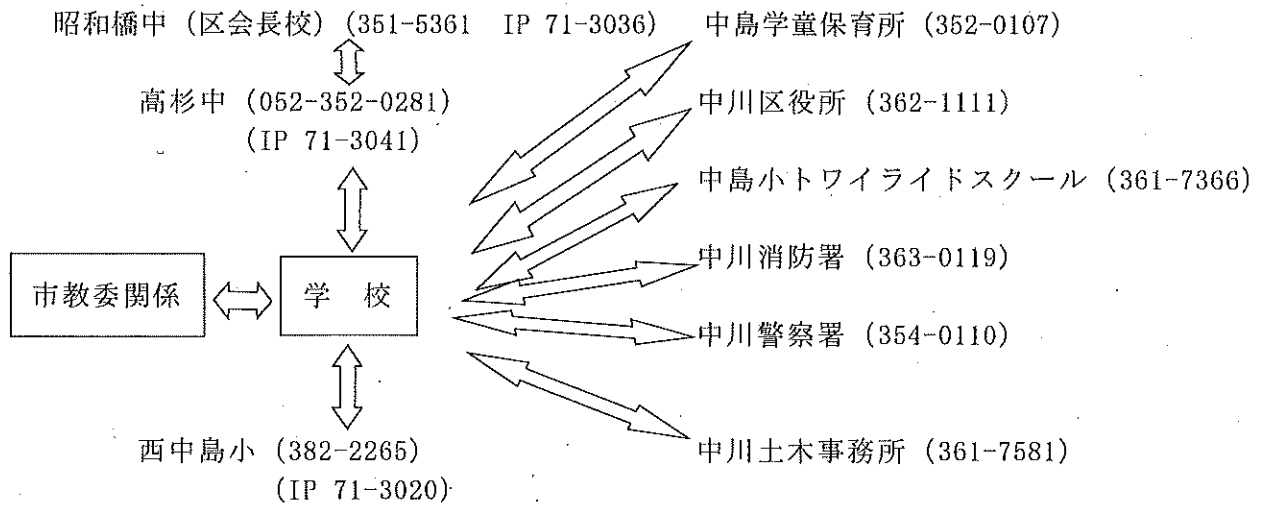 昭和橋中（区会長校）（351-5361　IP 71-3036）
中島学童保育所（352-0107）
高杉中（052-352-0281）
（IP 71-3041）
中川区役所（362-1111）
中島小トワイライドスクール（361-7366）
中川消防署（363-0119）
市教委関係
学　校
中川警察署（354-0110）
西中島小（382-2265）
（IP 71-3020）
中川土木事務所（361-7581）